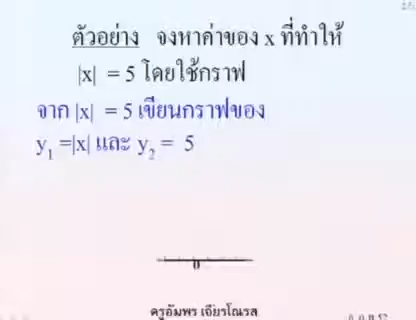 ตัวอย่าง จงหาค่าของ x ที่ทำให้
|x| = 5 โดยใช้กราฟ
จาก |x| = 5 เขียนกราฟของ
y₁ =|x| และ y₂ = 5
0
ครูอัมพร เจียรโณรส